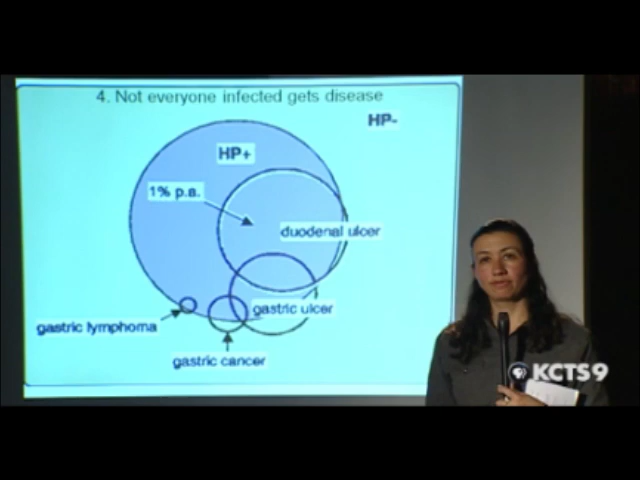 4. Not everyone infected gets disease
HP-
HP+
1% p.a.
duodenal ulcer
gastric ulcer
gastric lymphoma
gastric cancer
KCTS9